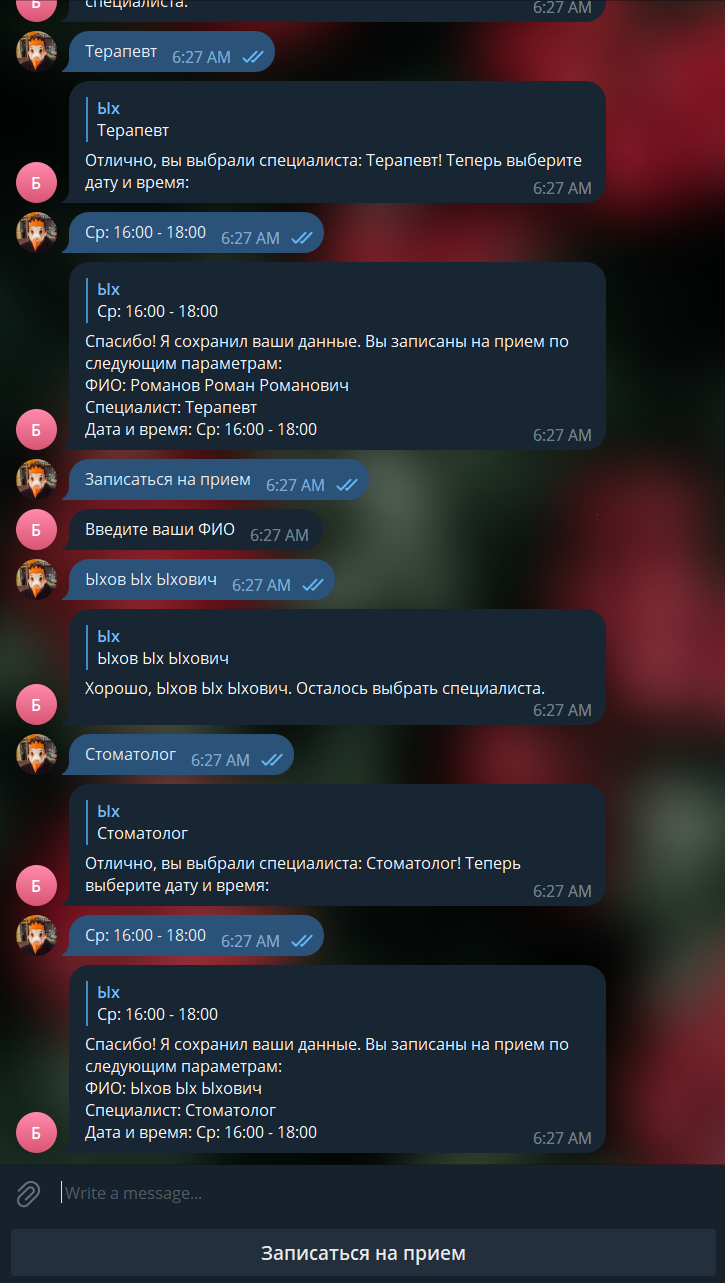 специалиста.
6:27 AM
Терапевт 6:27 AM
Ых
Терапевт
Отлично, вы выбрали специалиста: Терапевт! Теперь выберите
дату и время:
6:27 AM
Б
Ср: 16:00 - 18:00 6:27 AM
Ых
Ср: 16:00 - 18:00
Спасибо! Я сохранил ваши данные. Вы записаны на прием по
следующим параметрам:
ФИО: Романов Роман Романович
Специалист: Терапевт
Дата и время: Ср: 16:00 - 18:00
6:27 AM
Б
Записаться на прием 6:27 AM
Б
Введите ваши ФИО 6:27 AM
Ыхов Ых Ыхович 6:27 AM
Ых
Ыхов Ых Ыхович
Хорошо, Ыхов Ых Ыхович. Осталось выбрать специалиста.
6:27 AM
Б
Стоматолог 6:27 AM
Ых
Стоматолог
Отлично, вы выбрали специалиста: Стоматолог! Теперь
выберите дату и время:
6:27 AM
Б
Ср: 16:00 - 18:00 6:27 AM
Ых
Ср: 16:00 - 18:00
Спасибо! Я сохранил ваши данные. Вы записаны на прием по
следующим параметрам:
ФИО: Ыхов Ых Ыхович
Специалист: Стоматолог
Дата и время: Ср: 16:00 - 18:00
6:27 AM
Б
Write a message...
Записаться на прием